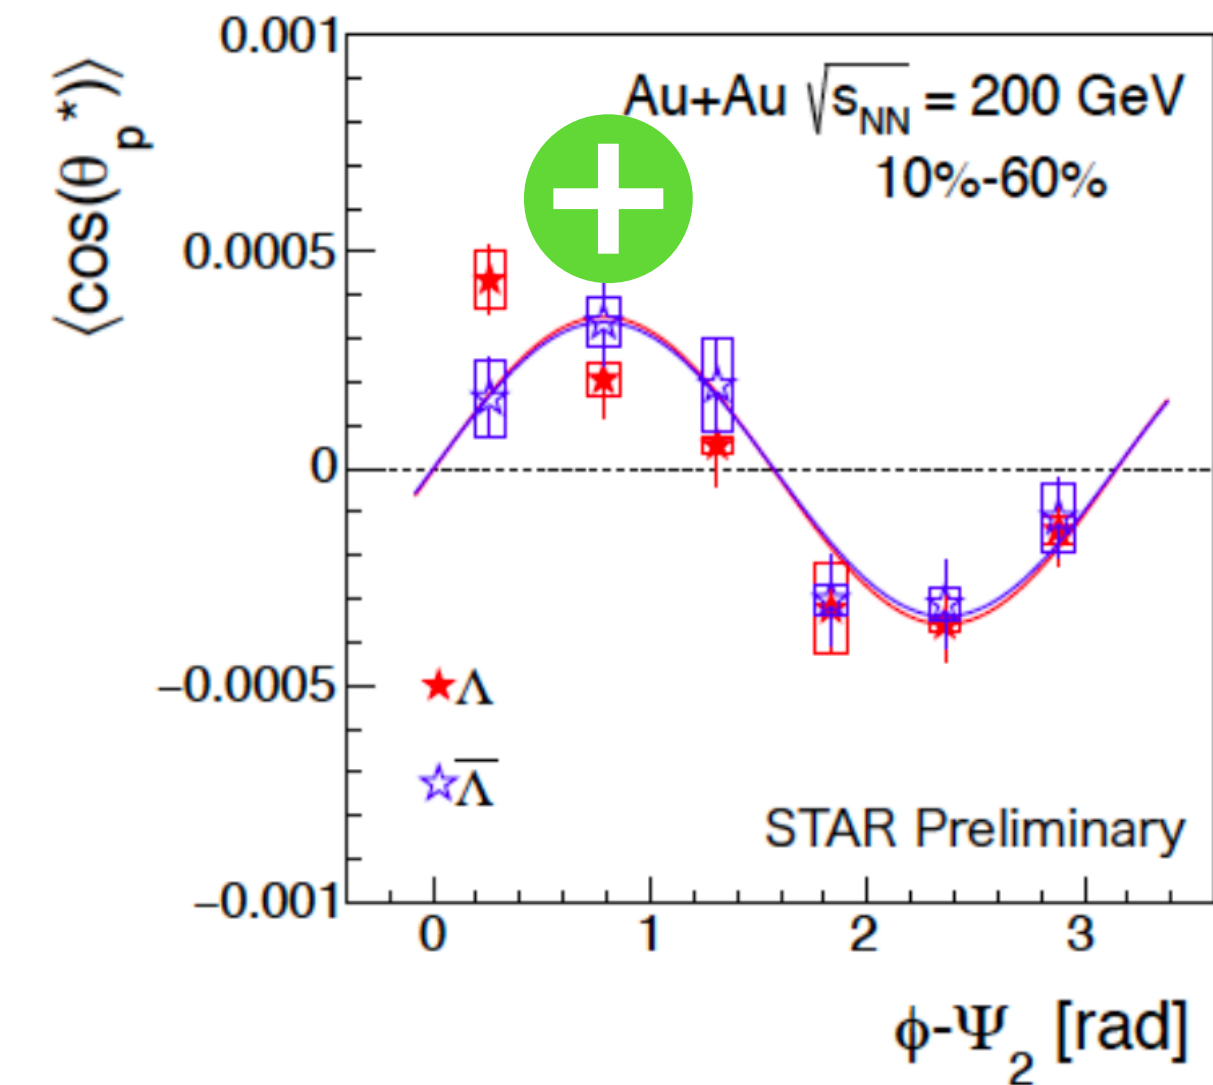 0.001
⟨cos(θp*)⟩
Au+Au √sNN = 200 GeV
10%-60%
0.0005
0
−0.0005
Λ
Λ̅
STAR Preliminary
−0.001
0 1 2 3
ϕ-Ψ2 [rad]